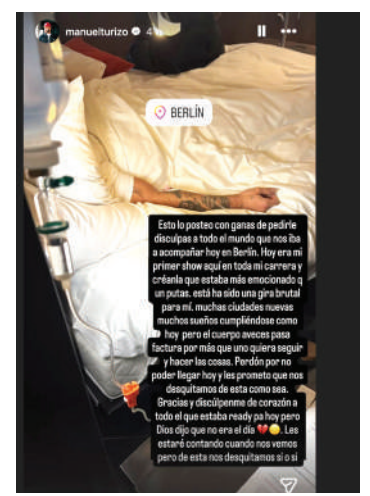 manuelturizo 4
BERLÍN
Esto lo posteo con ganas de pedirle
disculpas a todo el mundo que nos iba
a acompañar hoy en Berlín. Hoy era mi
primer show aquí en toda mi carrera y
créanla que estaba más emocionado q
un putas. está ha sido una gira brutal
para mí, muchas ciudades nuevas
muchos sueños cumpliéndose como
hoy pero el cuerpo aveces pasa
factura por más que uno quiera seguir
y hacer las cosas. Perdón por no
poder llegar hoy y les prometo que nos
desquitamos de esta como sea.
Gracias y discúlpenme de corazón a
todo el que estaba ready pa hoy pero
Dios dijo que no era el día 💔😞. Les
estaré contando cuando nos vemos
pero de esta nos desquitamos si o si